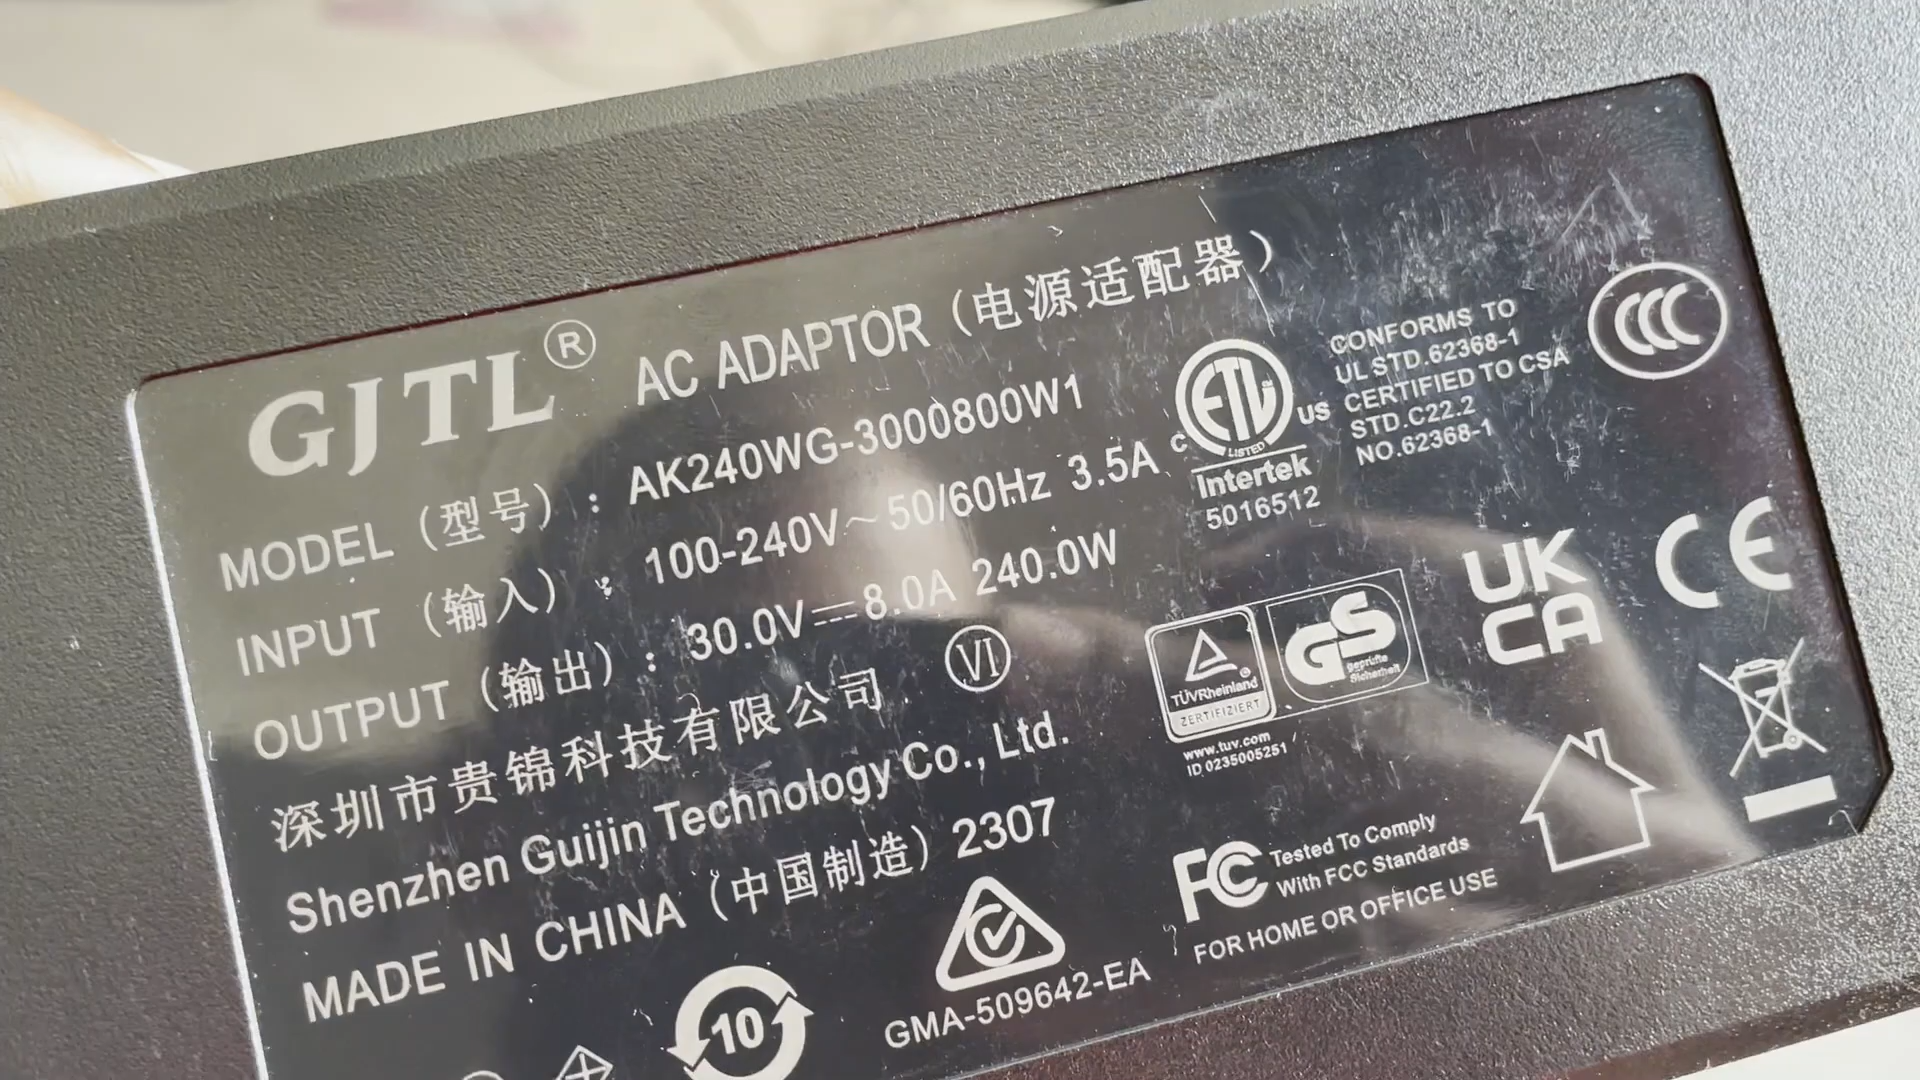 GJTL® AC ADAPTOR (电源适配器)
MODEL (型号) : AK240WG-3000800W1
INPUT (输入) : 100-240V~50/60Hz 3.5A
OUTPUT (输出) : 30.0V⎓8.0A 240.0W
深圳市贵锦科技有限公司 VI
Shenzhen Guijin Technology Co., Ltd.
MADE IN CHINA (中国制造) 2307
10
GMA-509642-EA
C ETL US
LISTED
Intertek
5016512
CONFORMS TO
UL STD.62368-1
CERTIFIED TO CSA
STD.C22.2
NO.62368-1
CCC
TÜVRheinland
ZERTIFIZIERT
GS
geprüfte
Sicherheit
www.tuv.com
ID 0235005251
UK
CA
CE
FC Tested To Comply
With FCC Standards
FOR HOME OR OFFICE USE